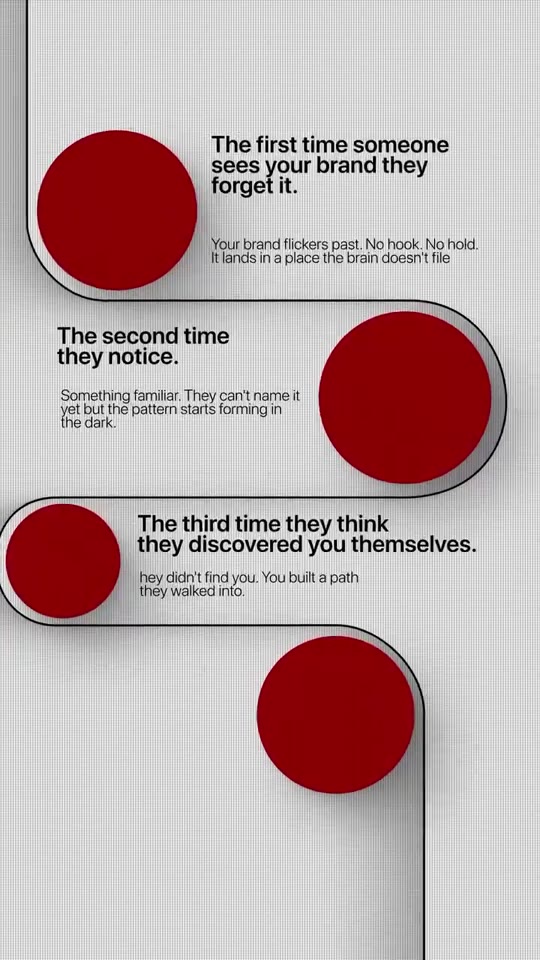 The first time someone
sees your brand they
forget it.
Your brand flickers past. No hook. No hold.
It lands in a place the brain doesn't file
The second time
they notice.
Something familiar. They can't name it
yet but the pattern starts forming in
the dark.
The third time they think
they discovered you themselves.
hey didn't find you. You built a path
they walked into.